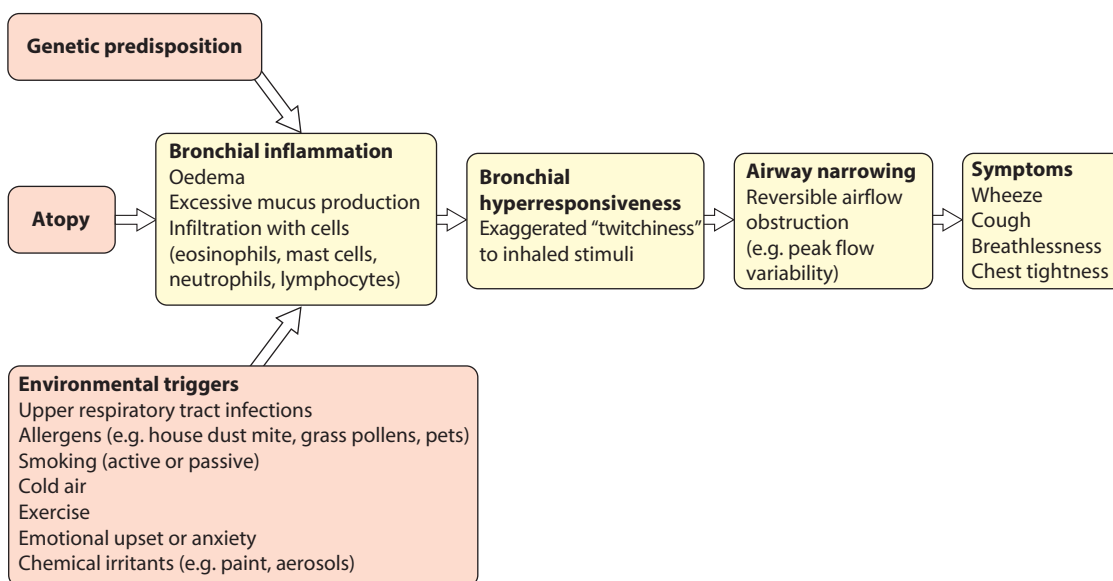 Genetic predisposition
Atopy
Bronchial inflammation
Oedema
Excessive mucus production
Infiltration with cells
(eosinophils, mast cells,
neutrophils, lymphocytes)
Bronchial
hyperresponsiveness
Exaggerated “twitchiness”
to inhaled stimuli
Airway narrowing
Reversible airflow
obstruction
(e.g. peak flow
variability)
Symptoms
Wheeze
Cough
Breathlessness
Chest tightness
Environmental triggers
Upper respiratory tract infections
Allergens (e.g. house dust mite, grass pollens, pets)
Smoking (active or passive)
Cold air
Exercise
Emotional upset or anxiety
Chemical irritants (e.g. paint, aerosols)